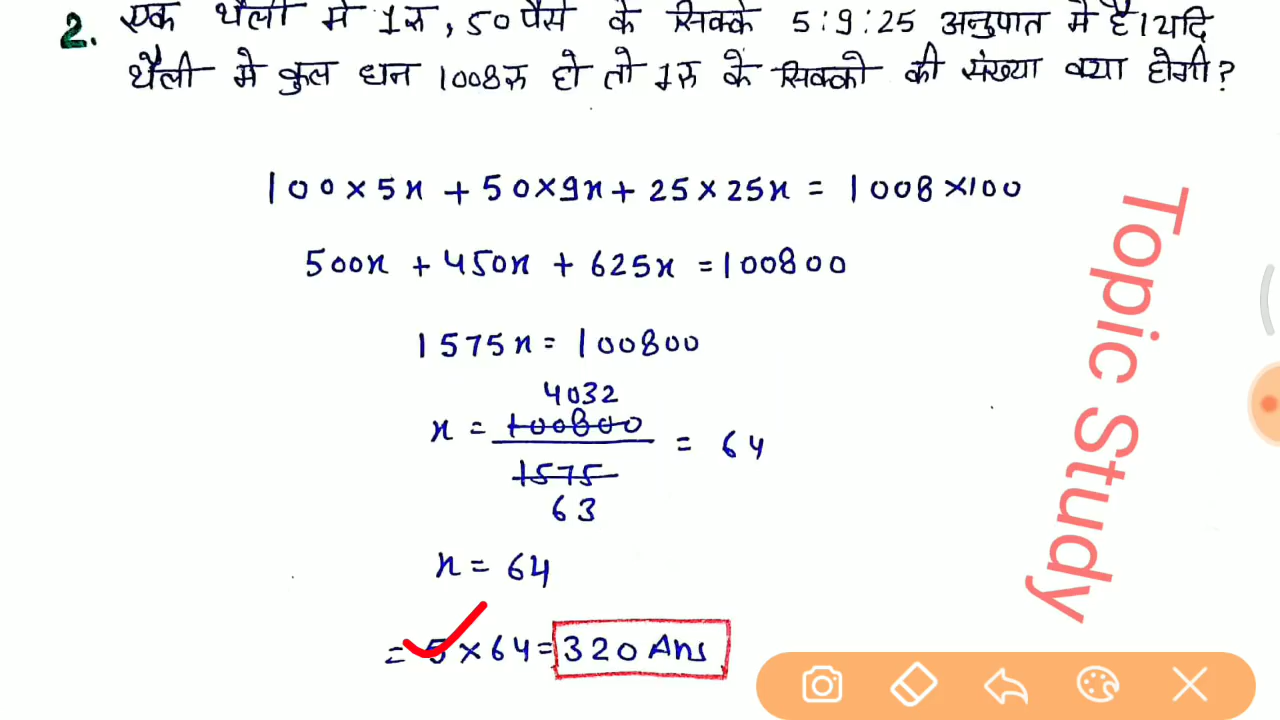 2. एक थैली मे 1रु, 50 पैसे के सिक्के 5:9:25 अनुपात मे है। यदि
थैली मे कुल धन 1008रु हो तो 1रु के सिक्को की संख्या क्या होगी?
100×5x + 50×9x + 25×25x = 1008×100
500x + 450x + 625x = 100800
1575x = 100800
4032
x = 100800 / 1575 = 64
63
x = 64
= 5×64 = 320 Ans
Topic Study